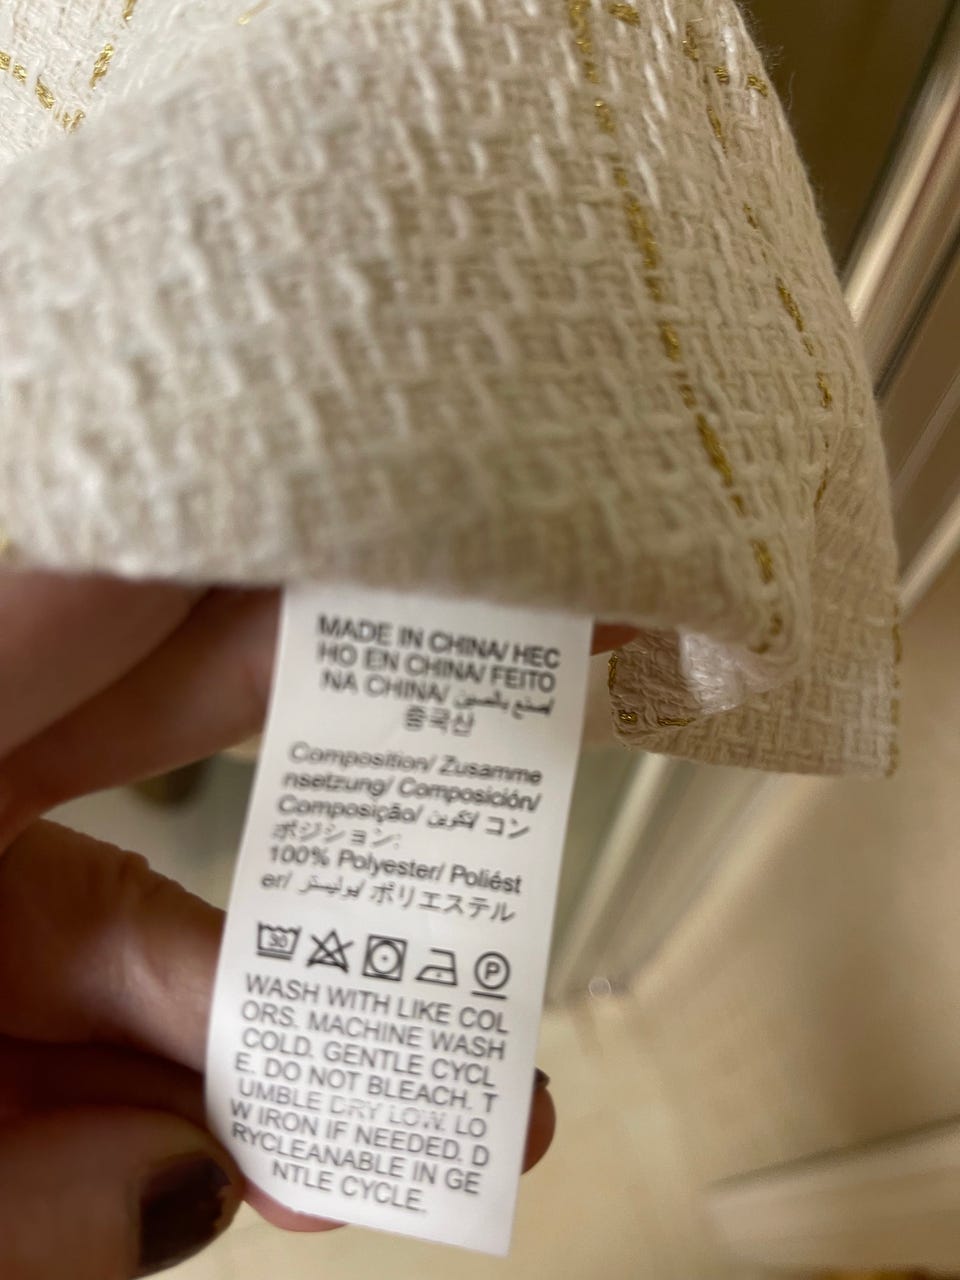 MADE IN CHINA/ HEC
HO EN CHINA/ FEITO
NA CHINA/ صنع بالصين
중국산
Composition/ Zusamme
nsetzung/ Composición/
Composição/ التكوين/ コン
ポジション:
100% Polyester/ Poliést
er/ بوليستر/ ポリエステル
30
P
WASH WITH LIKE COL
ORS. MACHINE WASH
COLD. GENTLE CYCL
E. DO NOT BLEACH. T
UMBLE DRY LOW. LO
W IRON IF NEEDED. D
RYCLEANABLE IN GE
NTLE CYCLE.